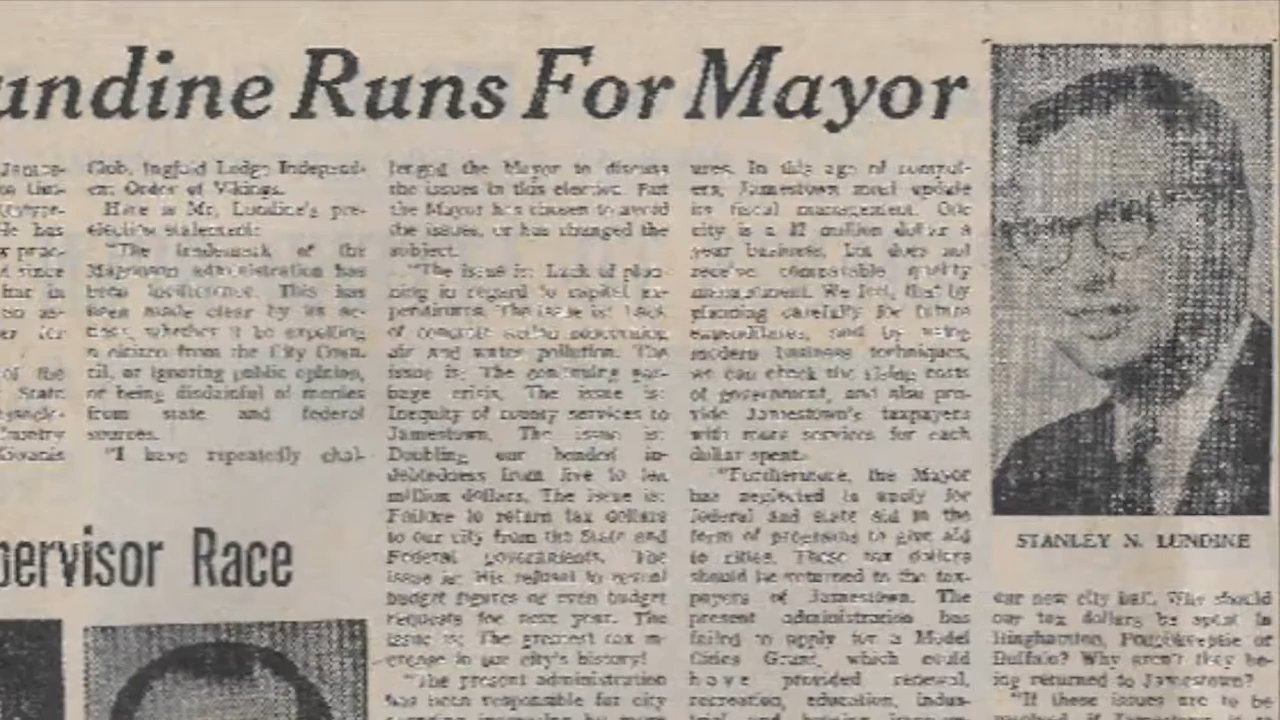 undine Runs For Mayor
Club, Ingjald Lodge Independ-
ent Order of Vikings.
Here is Mr. Lundine's pre-
election statement:
"The trademark of the
Magnuson administration has
been indifference. This has
been made clear by its ac-
tions, whether it be expelling
a citizen from the City Coun-
cil, or ignoring public opinion,
or being disdainful of monies
from state and federal
sources.
"I have repeatedly chal-
lenged the Mayor to discuss
the issues in this election. But
the Mayor has chosen to avoid
the issues, or has changed the
subject.
"The issue is: Lack of plan-
ning in regard to capital ex-
penditures. The issue is: Lack
of concrete action concerning
air and water pollution. The
issue is: The continuing gar-
bage crisis. The issue is:
Inequity of county services to
Jamestown. The issue is:
Doubling our bonded in-
debtedness from five to ten
million dollars. The issue is:
Failure to return tax dollars
to our city from the State and
Federal governments. The
issue is: His refusal to reveal
budget figures or even budget
requests for next year. The
issue is: The greatest tax in-
crease in our city's history!
"The present administration
has been responsible for city
ures. In this age of comput-
ers, Jamestown must update
its fiscal management. Our
city is a 12 million dollar a
year business, but does not
receive comparable quality
management. We feel, that by
planning carefully for future
expenditures, and by using
modern business techniques,
we can check the rising costs
of government, and also pro-
vide Jamestown's taxpayers
with more services for each
dollar spent.
"Furthermore, the Mayor
has neglected to apply for
federal and state aid in the
form of programs to give aid
to cities. These tax dollars
should be returned to the tax-
payers of Jamestown. The
present administration has
failed to apply for a Model
Cities Grant, which could
have provided renewal,
recreation, education, indus-
STANLEY N. LUNDINE
our new city hall. Why should
our tax dollars be spent in
Binghamton, Poughkeepsie or
Buffalo? Why aren't they be-
ing returned to Jamestown?
"If these issues are to be
pervisor Race